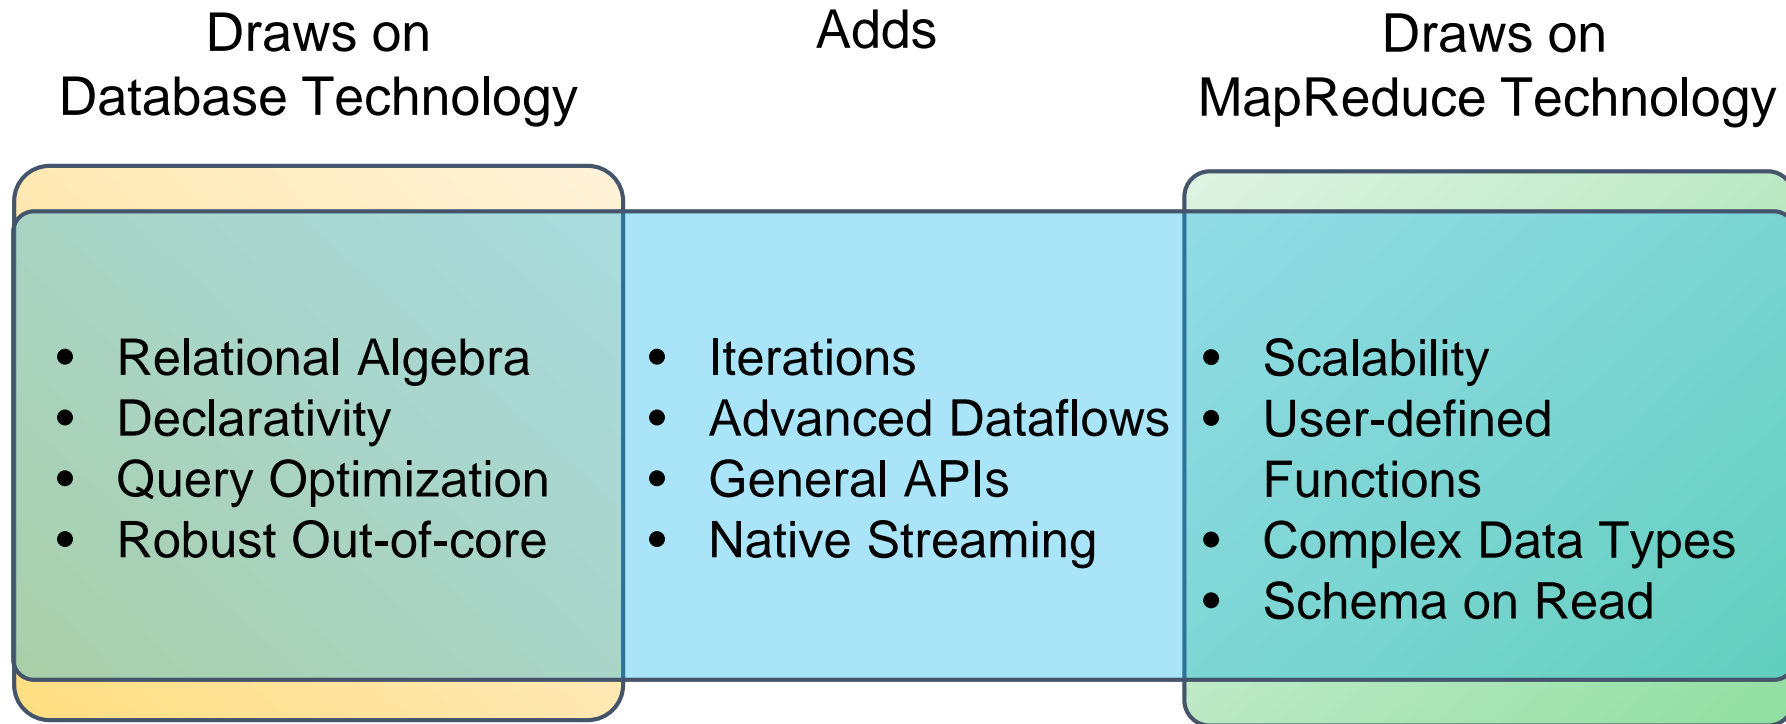 Draws on
Database Technology
Adds
Draws on
MapReduce Technology
• Relational Algebra
• Declarativity
• Query Optimization
• Robust Out-of-core
• Iterations
• Advanced Dataflows
• General APIs
• Native Streaming
• Scalability
• User-defined
Functions
• Complex Data Types
• Schema on Read